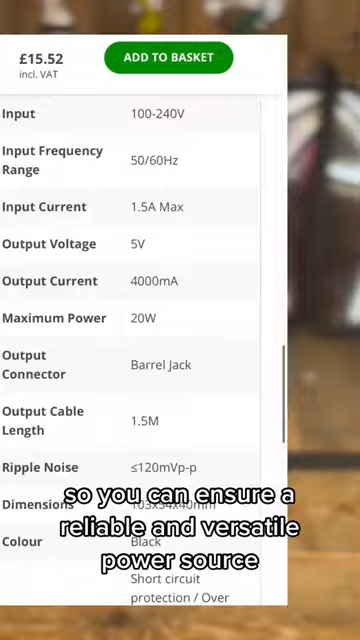 £15.52
incl. VAT
ADD TO BASKET
Input 100-240V
Input Frequency
Range 50/60Hz
Input Current 1.5A Max
Output Voltage 5V
Output Current 4000mA
Maximum Power 20W
Output
Connector Barrel Jack
Output Cable
Length 1.5M
Ripple Noise ≤120mVp-p
Dimensions 103x54x40mm
Colour Black
Short circuit
protection / Over
so you can ensure a
reliable and versatile
power source